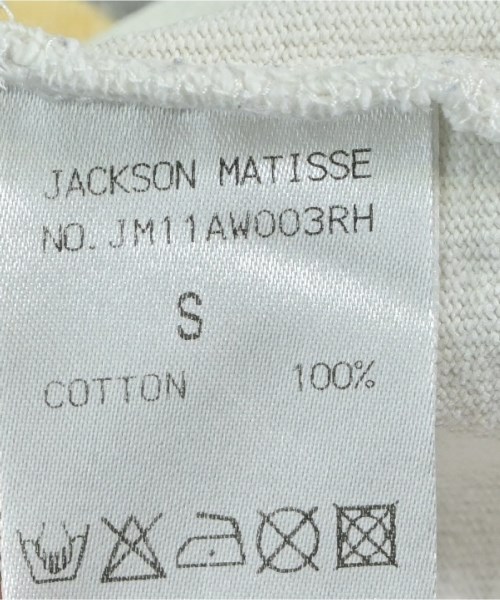 JACKSON MATISSE
NO. JM11AW003RH
S
COTTON 100%